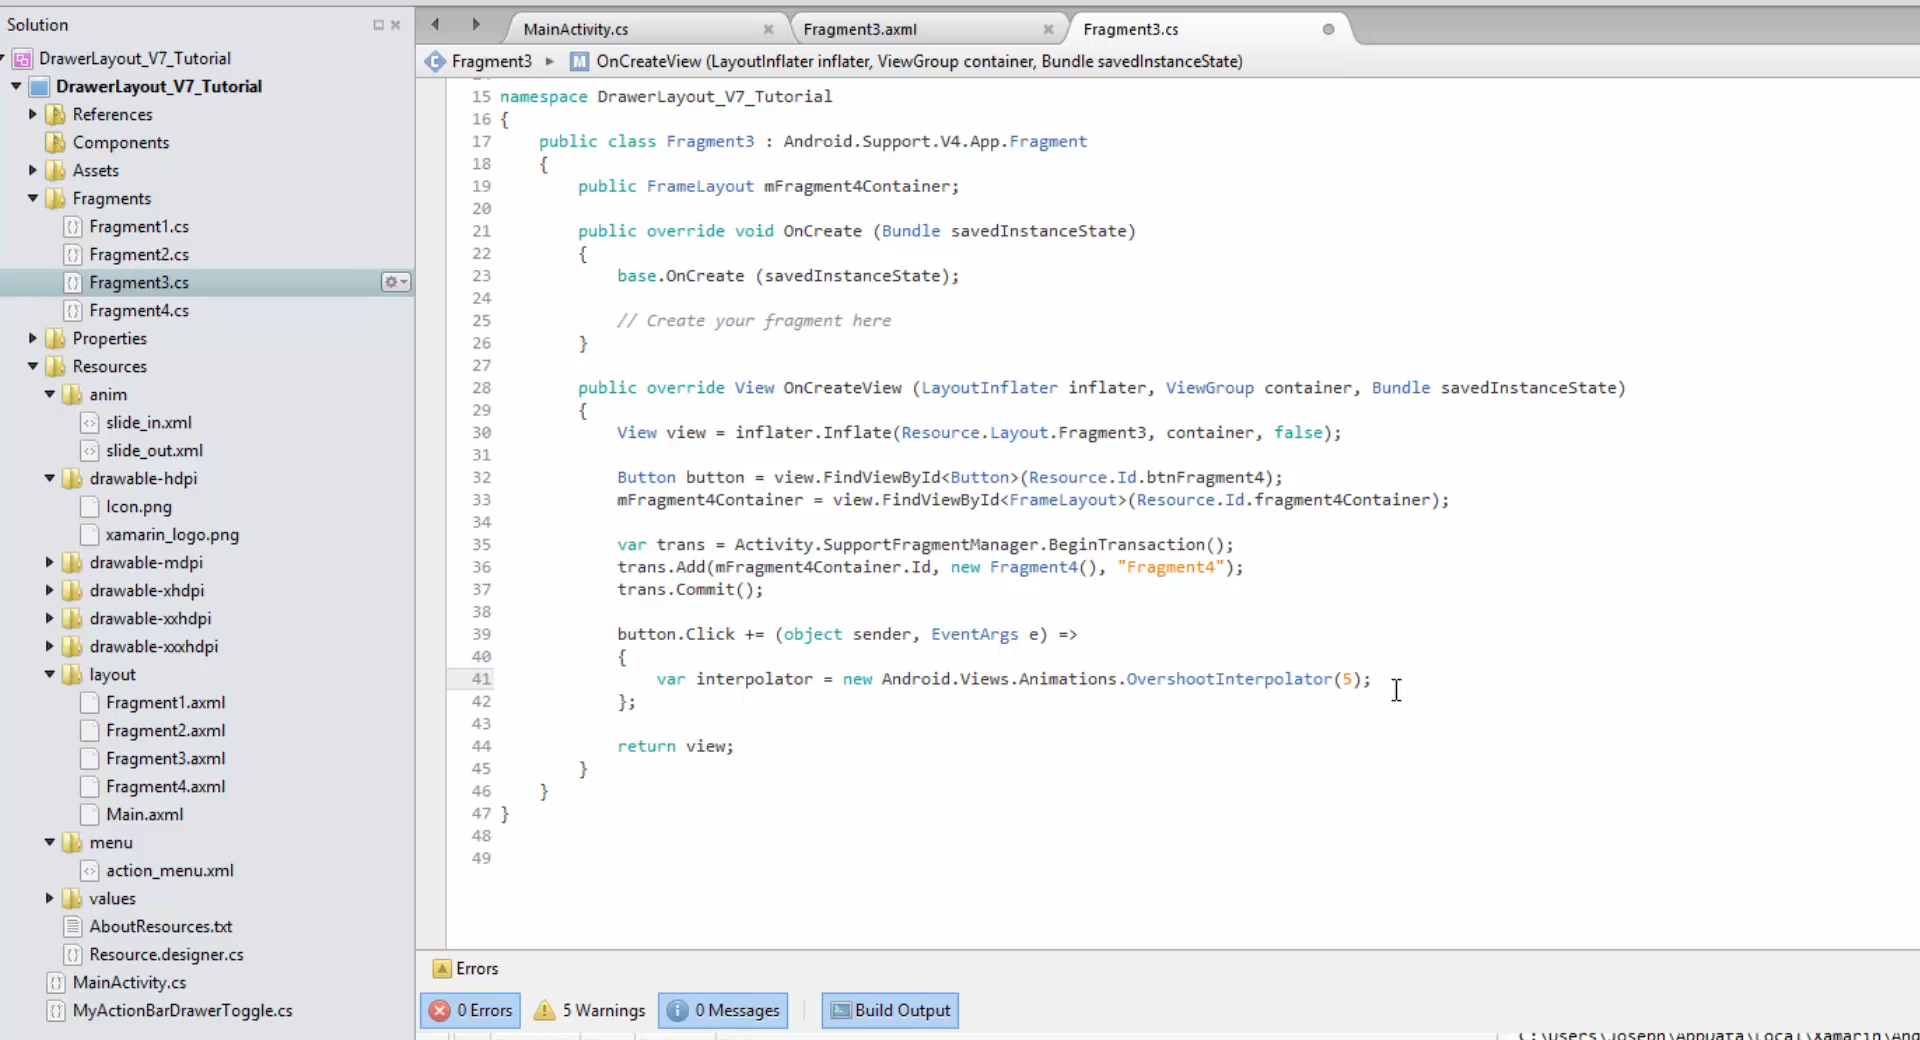 Solution
DrawerLayout_V7_Tutorial
DrawerLayout_V7_Tutorial
References
Components
Assets
Fragments
Fragment1.cs
Fragment2.cs
Fragment3.cs
Fragment4.cs
Properties
Resources
anim
slide_in.xml
slide_out.xml
drawable-hdpi
Icon.png
xamarin_logo.png
drawable-mdpi
drawable-xhdpi
drawable-xxhdpi
drawable-xxxhdpi
layout
Fragment1.axml
Fragment2.axml
Fragment3.axml
Fragment4.axml
Main.axml
menu
action_menu.xml
values
AboutResources.txt
Resource.designer.cs
MainActivity.cs
MyActionBarDrawerToggle.cs
MainActivity.cs Fragment3.axml Fragment3.cs
Fragment3 OnCreateView (LayoutInflater inflater, ViewGroup container, Bundle savedInstanceState)
15 namespace DrawerLayout_V7_Tutorial
16 {
17 public class Fragment3 : Android.Support.V4.App.Fragment
18 {
19 public FrameLayout mFragment4Container;
20
21 public override void OnCreate (Bundle savedInstanceState)
22 {
23 base.OnCreate (savedInstanceState);
24
25 // Create your fragment here
26 }
27
28 public override View OnCreateView (LayoutInflater inflater, ViewGroup container, Bundle savedInstanceState)
29 {
30 View view = inflater.Inflate(Resource.Layout.Fragment3, container, false);
31
32 Button button = view.FindViewById<Button>(Resource.Id.btnFragment4);
33 mFragment4Container = view.FindViewById<FrameLayout>(Resource.Id.fragment4Container);
34
35 var trans = Activity.SupportFragmentManager.BeginTransaction();
36 trans.Add(mFragment4Container.Id, new Fragment4(), "Fragment4");
37 trans.Commit();
38
39 button.Click += (object sender, EventArgs e) =>
40 {
41 var interpolator = new Android.Views.Animations.OvershootInterpolator(5);
42 };
43
44 return view;
45 }
46 }
47 }
48
49
Errors
0 Errors 5 Warnings 0 Messages Build Output